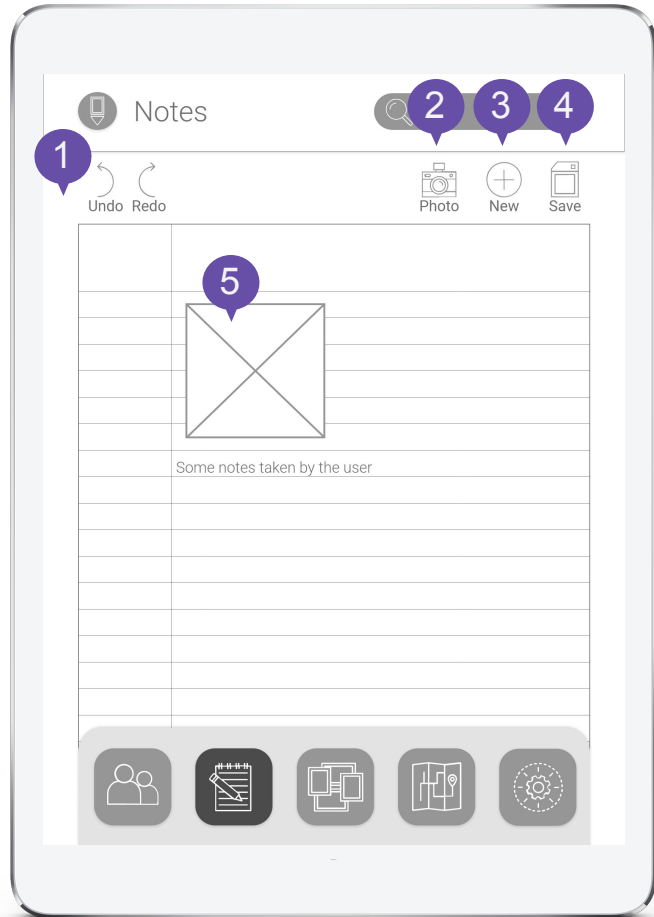 Notes
2 3 4
1
Undo Redo Photo New Save
5
Some notes taken by the user